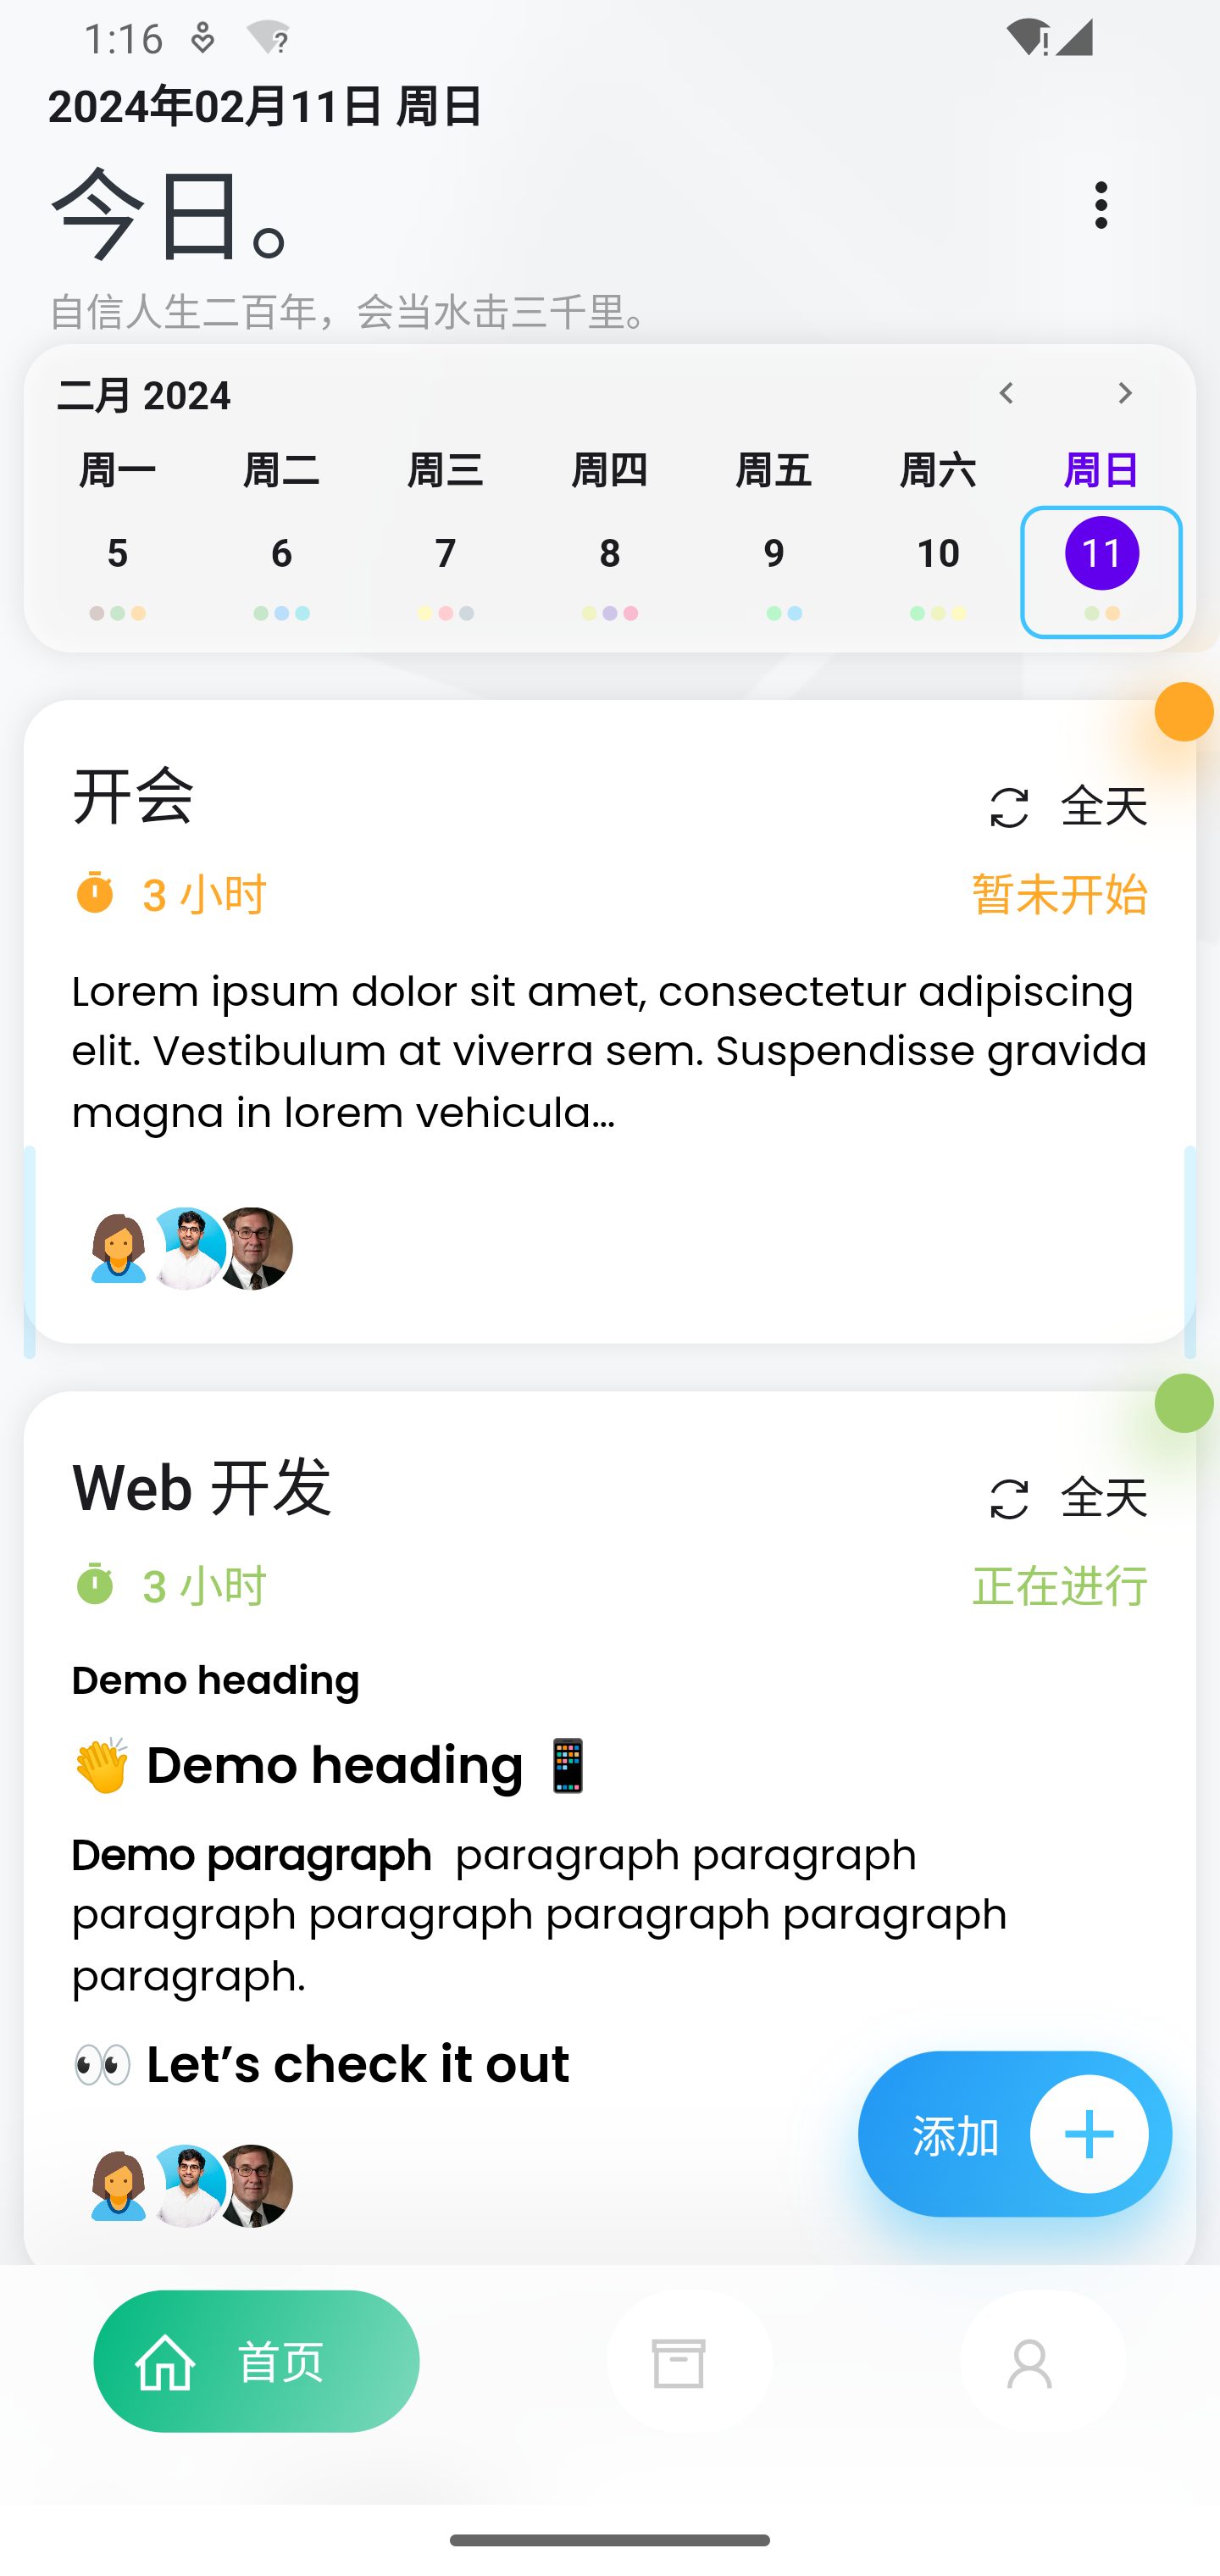 1:16
2024年02月11日 周日
今日。
自信人生二百年，会当水击三千里。
二月 2024
周一 周二 周三 周四 周五 周六 周日
5 6 7 8 9 10 11
开会
全天
3 小时
暂未开始
Lorem ipsum dolor sit amet, consectetur adipiscing
elit. Vestibulum at viverra sem. Suspendisse gravida
magna in lorem vehicula...
Web 开发
全天
3 小时
正在进行
Demo heading
👋 Demo heading 📱
Demo paragraph paragraph paragraph
paragraph paragraph paragraph paragraph
paragraph.
👀 Let’s check it out
添加
首页